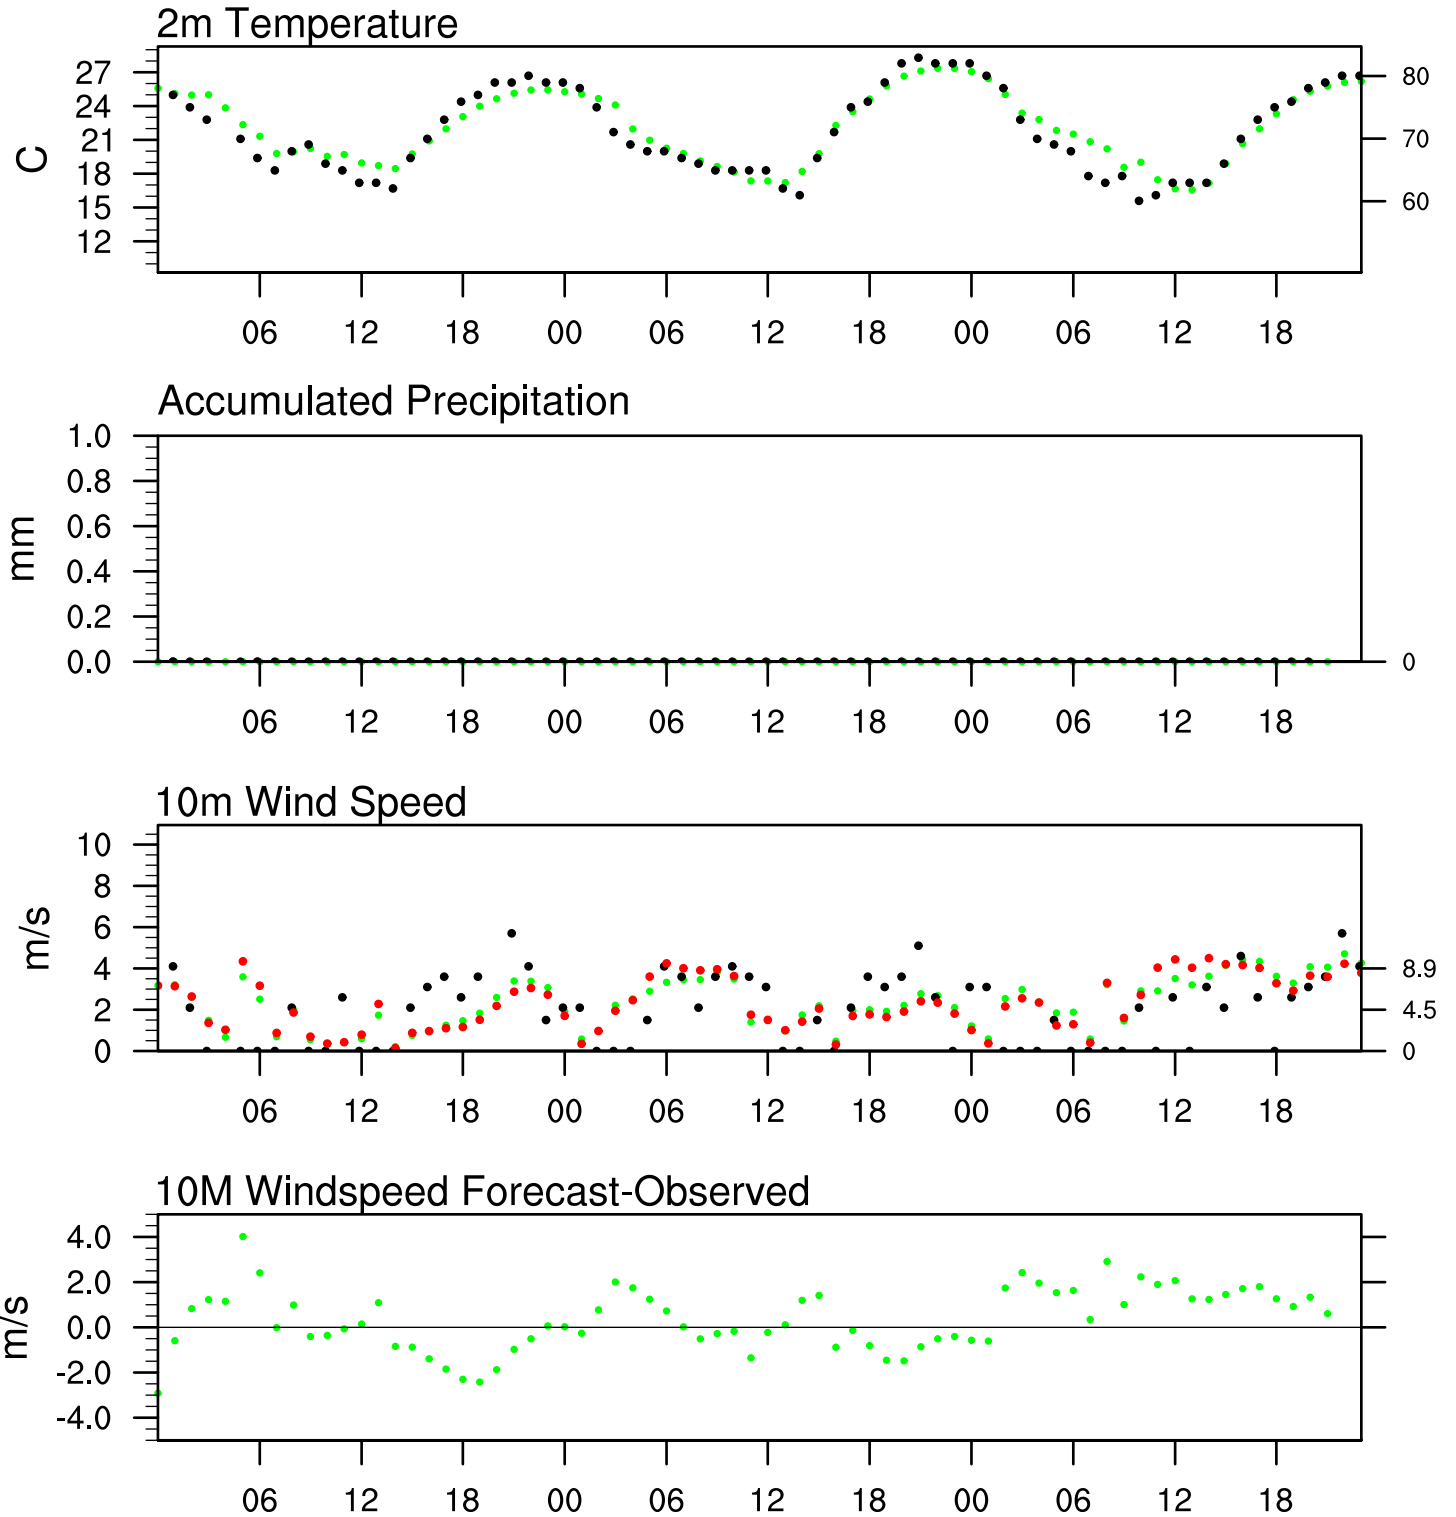 2m Temperature
27
24
21
18
15
12
C
80
70
60
06 12 18 00 06 12 18 00 06 12 18
Accumulated Precipitation
1.0
0.8
0.6
0.4
0.2
0.0
mm
0
06 12 18 00 06 12 18 00 06 12 18
10m Wind Speed
10
8
6
4
2
0
m/s
8.9
4.5
0
06 12 18 00 06 12 18 00 06 12 18
10M Windspeed Forecast-Observed
4.0
2.0
0.0
-2.0
-4.0
m/s
06 12 18 00 06 12 18 00 06 12 18